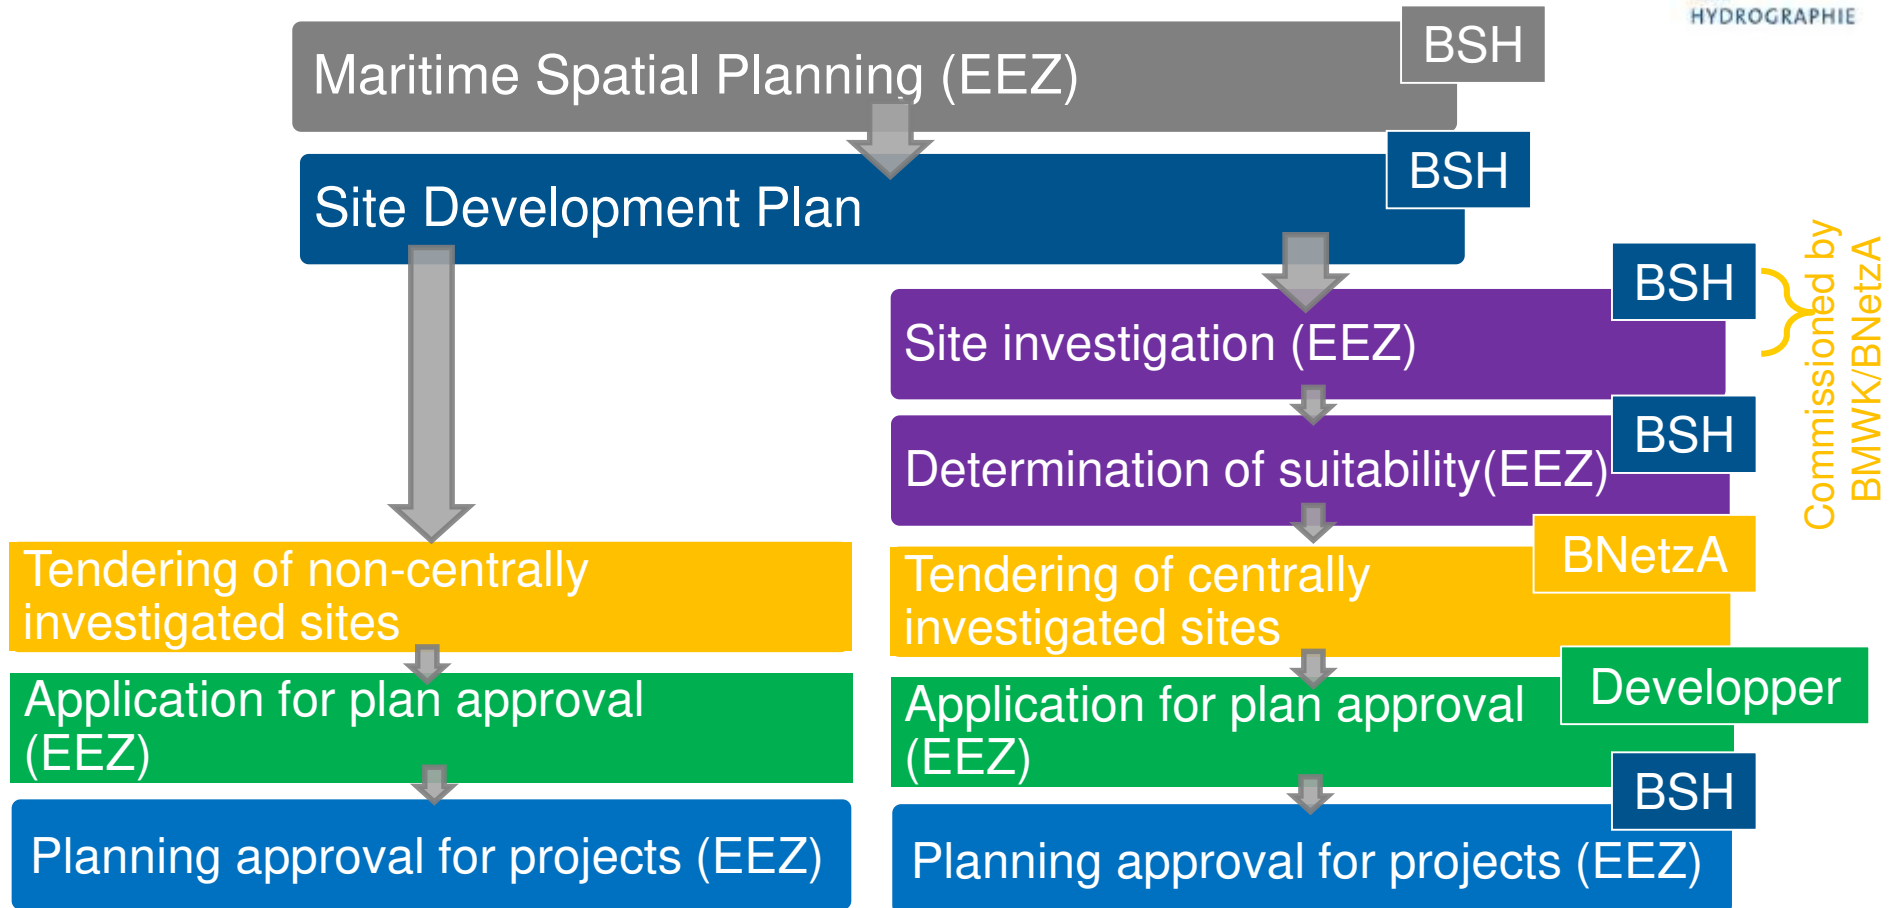 HYDROGRAPHIE
BSH
Maritime Spatial Planning (EEZ)
BSH
Site Development Plan
BSH
Site investigation (EEZ)
Commissioned by
BMWK/BNetzA
BSH
Determination of suitability(EEZ)
Tendering of non-centrally
investigated sites
BNetzA
Tendering of centrally
investigated sites
Application for plan approval
(EEZ)
Developper
Application for plan approval
(EEZ)
BSH
Planning approval for projects (EEZ)
Planning approval for projects (EEZ)